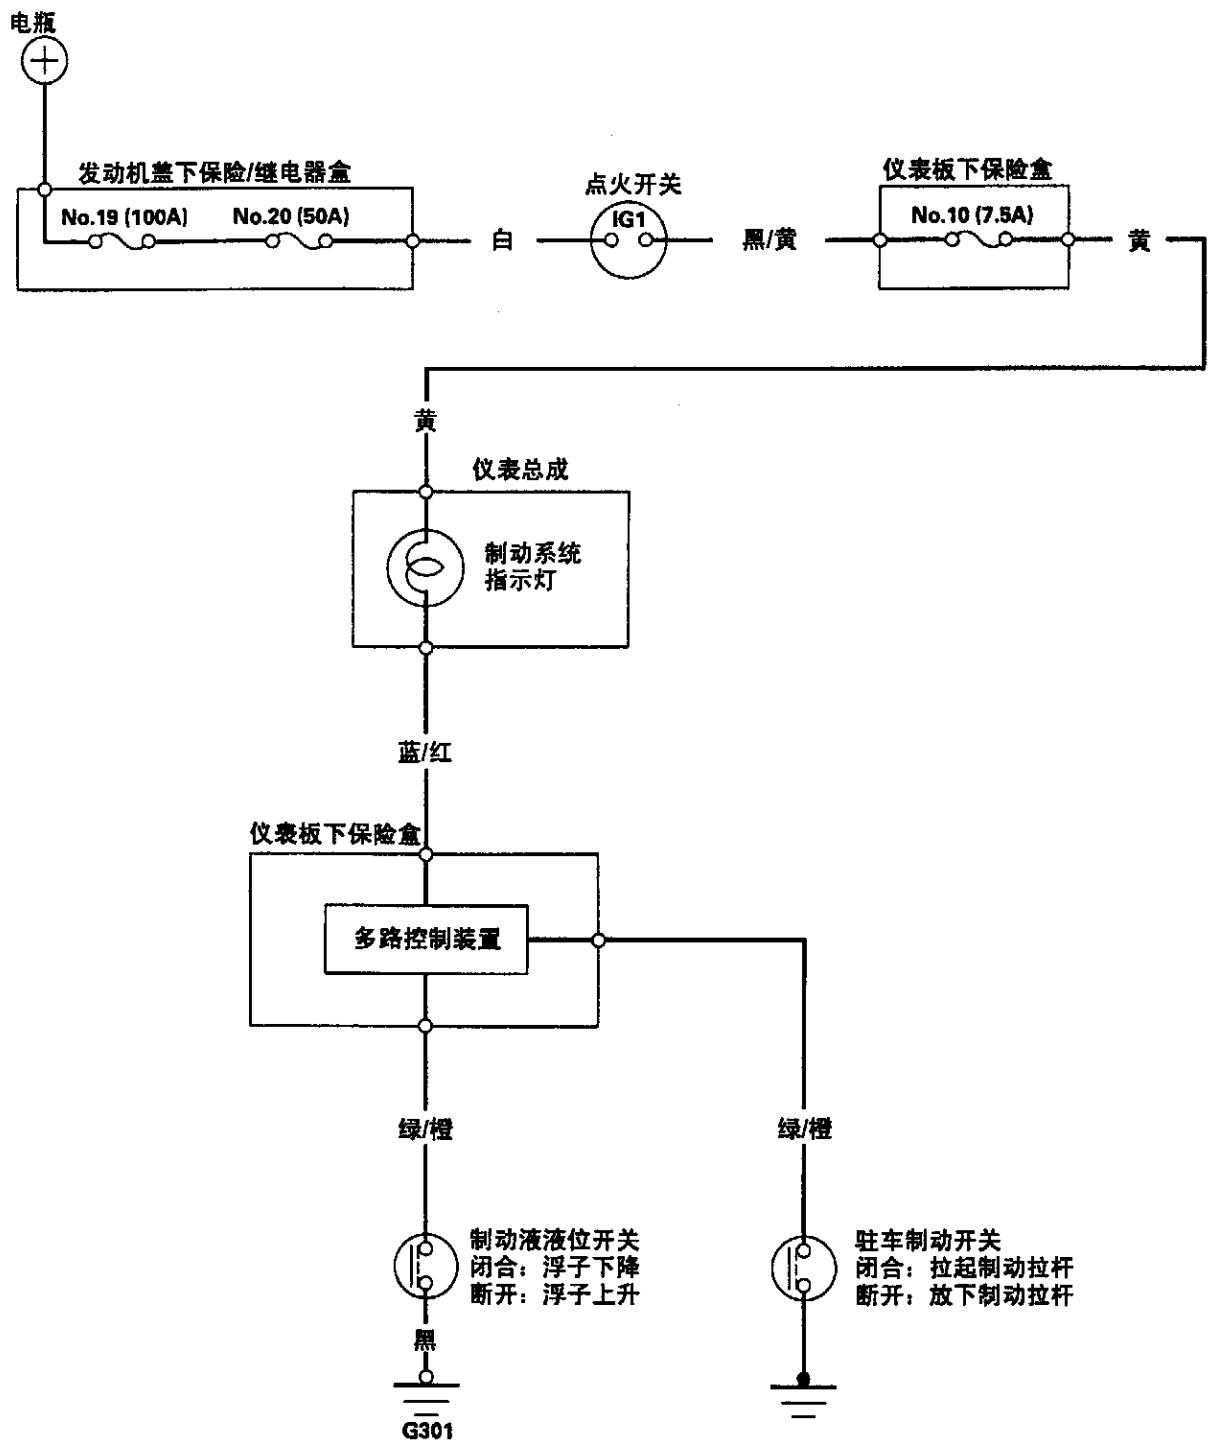 电瓶
发动机盖下保险/继电器盒
No.19 (100A)
No.20 (50A)
白
点火开关
IG1
黑/黄
仪表板下保险盒
No.10 (7.5A)
黄
黄
仪表总成
制动系统
指示灯
蓝/红
仪表板下保险盒
多路控制装置
绿/橙
绿/橙
制动液液位开关
闭合：浮子下降
断开：浮子上升
驻车制动开关
闭合：拉起制动拉杆
断开：放下制动拉杆
黑
G301